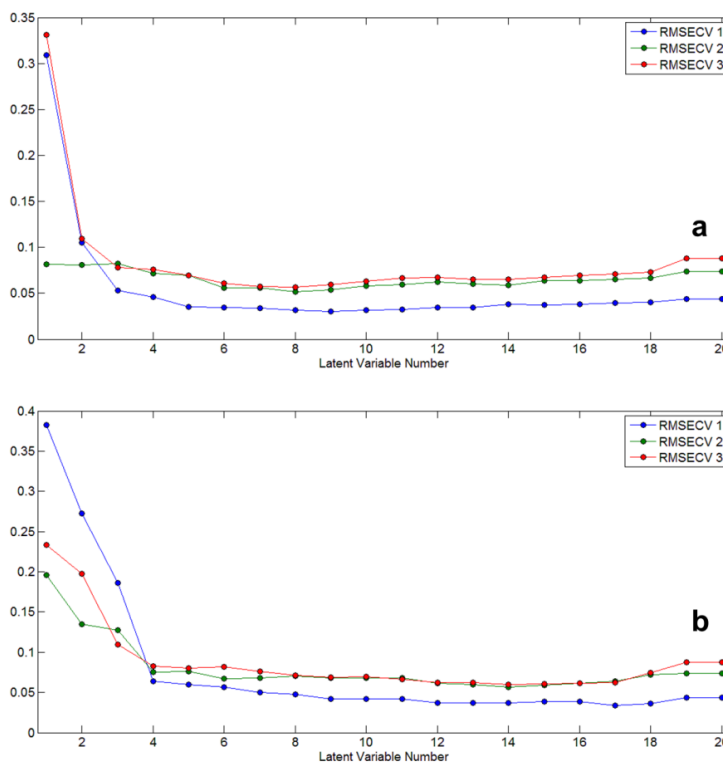 0.35
0.3
0.25
0.2
0.15
0.1
0.05
0
2 4 6 8 10 12 14 16 18 20
Latent Variable Number
RMSECV 1
RMSECV 2
RMSECV 3
a
0.4
0.35
0.3
0.25
0.2
0.15
0.1
0.05
0
2 4 6 8 10 12 14 16 18 20
Latent Variable Number
RMSECV 1
RMSECV 2
RMSECV 3
b